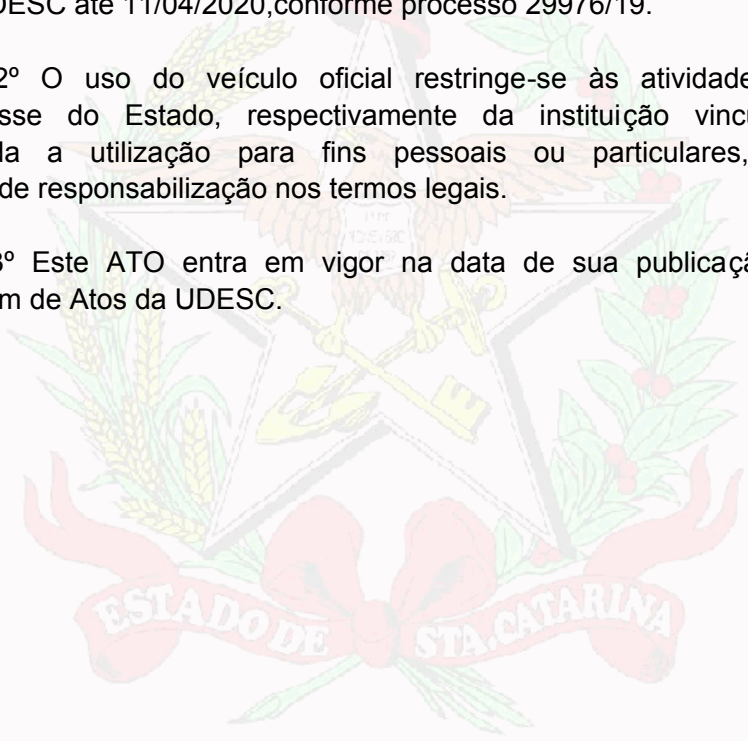 DESC até 11/04/2020,conforme processo 29976/19.
2º O uso do veículo oficial restringe-se às atividade
sse do Estado, respectivamente da instituição vincu
a a utilização para fins pessoais ou particulares,
de responsabilização nos termos legais.
3º Este ATO entra em vigor na data de sua publicaçã
m de Atos da UDESC.
ESTADO DE STA.CATARINA